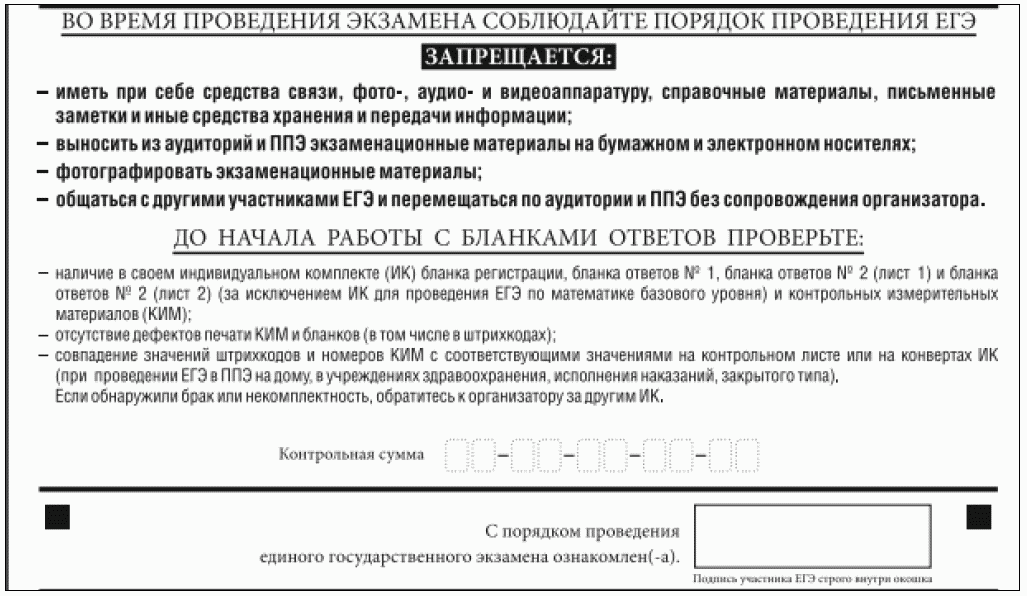 ВО ВРЕМЯ ПРОВЕДЕНИЯ ЭКЗАМЕНА СОБЛЮДАЙТЕ ПОРЯДОК ПРОВЕДЕНИЯ ЕГЭ
ЗАПРЕЩАЕТСЯ:
– иметь при себе средства связи, фото-, аудио- и видеоаппаратуру, справочные материалы, письменные
заметки и иные средства хранения и передачи информации;
– выносить из аудиторий и ППЭ экзаменационные материалы на бумажном и электронном носителях;
– фотографировать экзаменационные материалы;
– общаться с другими участниками ЕГЭ и перемещаться по аудитории и ППЭ без сопровождения организатора.
ДО НАЧАЛА РАБОТЫ С БЛАНКАМИ ОТВЕТОВ ПРОВЕРЬТЕ:
– наличие в своем индивидуальном комплекте (ИК) бланка регистрации, бланка ответов № 1, бланка ответов № 2 (лист 1) и бланка
ответов № 2 (лист 2) (за исключением ИК для проведения ЕГЭ по математике базового уровня) и контрольных измерительных
материалов (КИМ);
– отсутствие дефектов печати КИМ и бланков (в том числе в штрихкодах);
– совпадение значений штрихкодов и номеров КИМ с соответствующими значениями на контрольном листе или на конвертах ИК
(при проведении ЕГЭ в ППЭ на дому, в учреждениях здравоохранения, исполнения наказаний, закрытого типа).
Если обнаружили брак или некомплектность, обратитесь к организатору за другим ИК.
Контрольная сумма – – – –
С порядком проведения
единого государственного экзамена ознакомлен(-а).
Подпись участника ЕГЭ строго внутри окошка